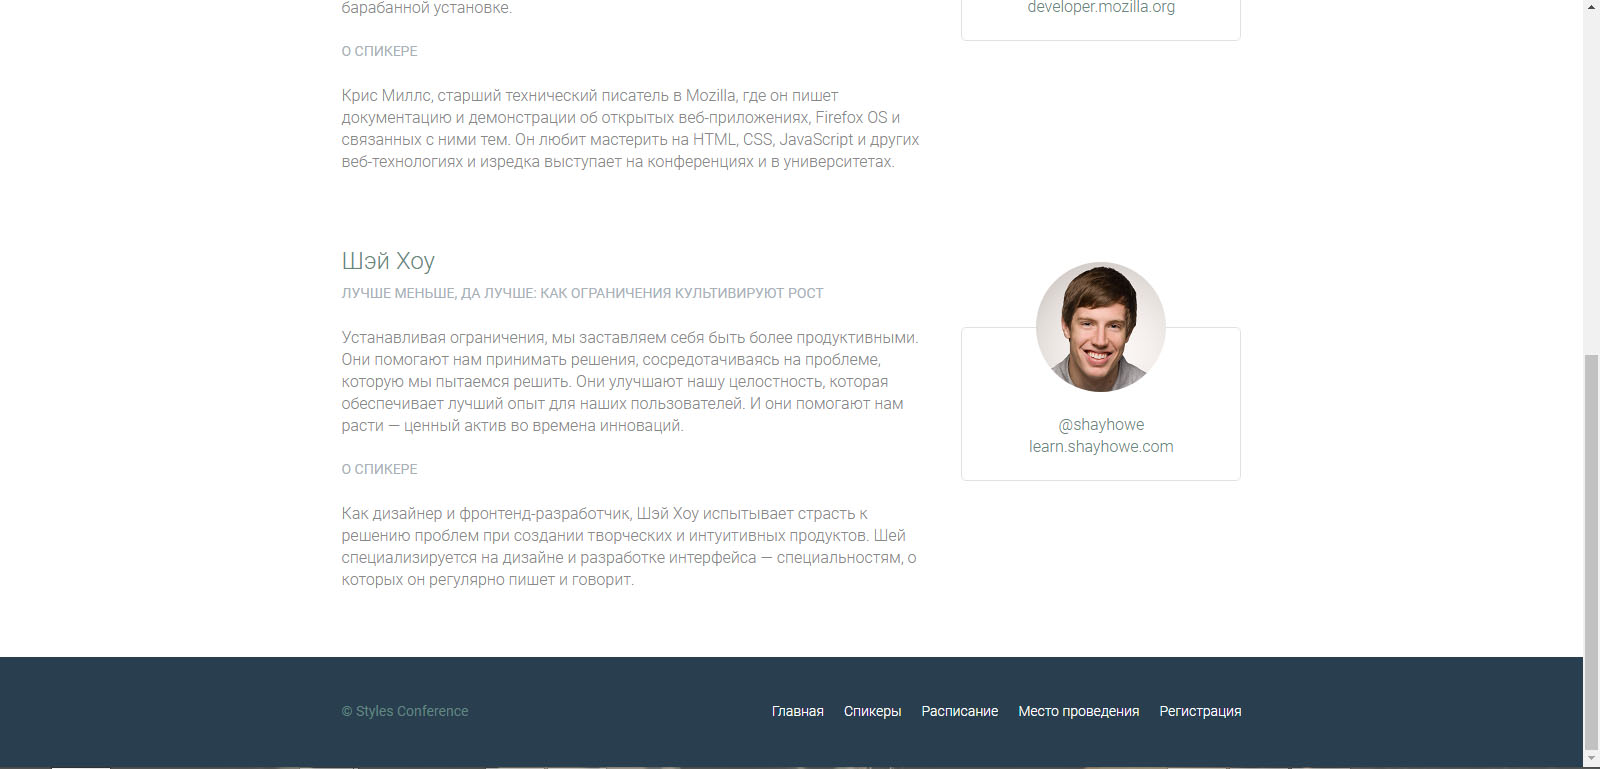 барабанной установке.
developer.mozilla.org
О СПИКЕРЕ
Крис Миллс, старший технический писатель в Mozilla, где он пишет
документацию и демонстрации об открытых веб-приложениях, Firefox OS и
связанных с ними тем. Он любит мастерить на HTML, CSS, JavaScript и других
веб-технологиях и изредка выступает на конференциях и в университетах.
Шэй Хоу
ЛУЧШЕ МЕНЬШЕ, ДА ЛУЧШЕ: КАК ОГРАНИЧЕНИЯ КУЛЬТИВИРУЮТ РОСТ
Устанавливая ограничения, мы заставляем себя быть более продуктивными.
Они помогают нам принимать решения, сосредотачиваясь на проблеме,
которую мы пытаемся решить. Они улучшают нашу целостность, которая
обеспечивает лучший опыт для наших пользователей. И они помогают нам
расти — ценный актив во времена инноваций.
@shayhowe
learn.shayhowe.com
О СПИКЕРЕ
Как дизайнер и фронтенд-разработчик, Шэй Хоу испытывает страсть к
решению проблем при создании творческих и интуитивных продуктов. Шей
специализируется на дизайне и разработке интерфейса — специальностям, о
которых он регулярно пишет и говорит.
© Styles Conference
Главная Спикеры Расписание Место проведения Регистрация